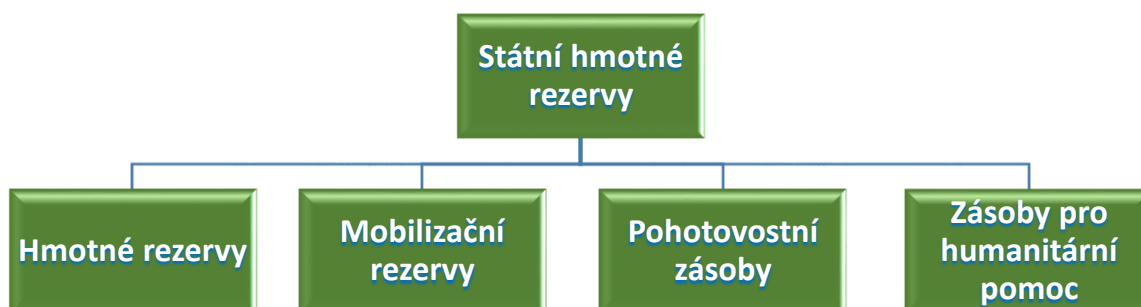 Státní hmotné
rezervy
Hmotné rezervy
Mobilizační
rezervy
Pohotovostní
zásoby
Zásoby pro
humanitární
pomoc